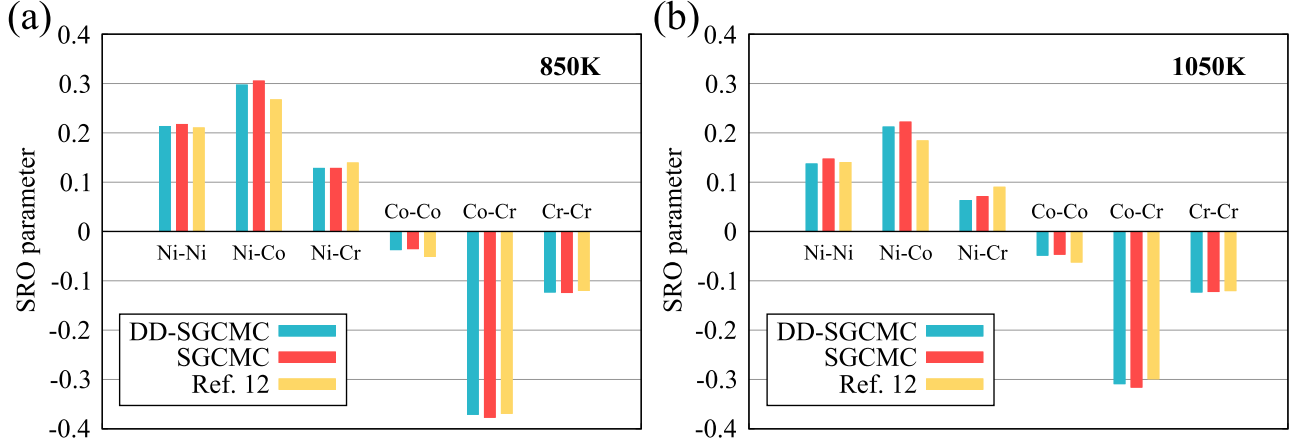 (a)
SRO parameter
0.4
0.3
0.2
0.1
0
-0.1
-0.2
-0.3
-0.4
850K
Co-Co Co-Cr Cr-Cr
Ni-Ni Ni-Co Ni-Cr
DD-SGCMC
SGCMC
Ref. 12
(b)
SRO parameter
0.4
0.3
0.2
0.1
0
-0.1
-0.2
-0.3
-0.4
1050K
Co-Co Co-Cr Cr-Cr
Ni-Ni Ni-Co Ni-Cr
DD-SGCMC
SGCMC
Ref. 12